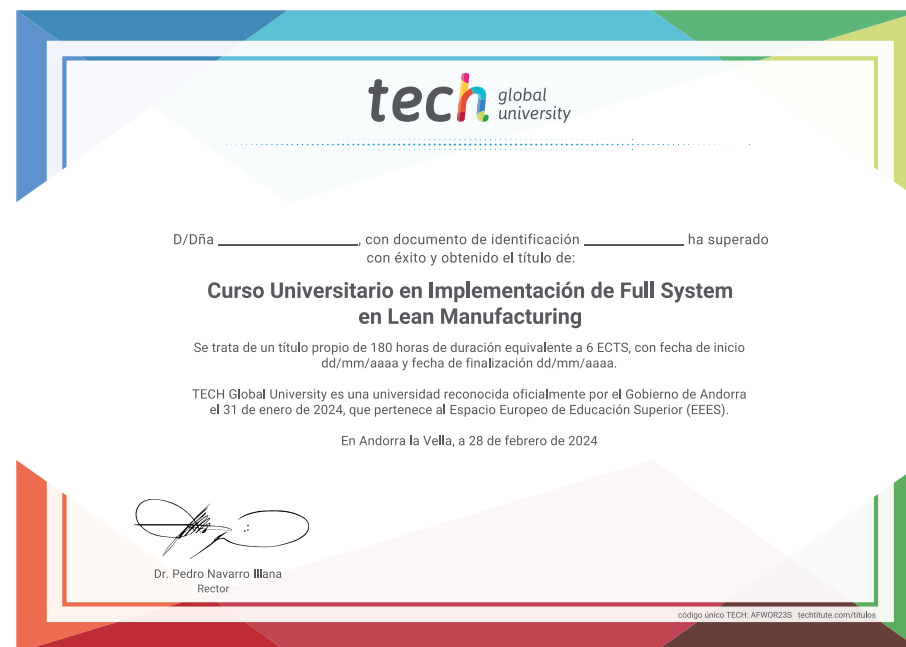 tech global university
D/Dña ____________________, con documento de identificación ______________ ha superado
con éxito y obtenido el título de:
Curso Universitario en Implementación de Full System
en Lean Manufacturing
Se trata de un título propio de 180 horas de duración equivalente a 6 ECTS, con fecha de inicio
dd/mm/aaaa y fecha de finalización dd/mm/aaaa.
TECH Global University es una universidad reconocida oficialmente por el Gobierno de Andorra
el 31 de enero de 2024, que pertenece al Espacio Europeo de Educación Superior (EEES).
En Andorra la Vella, a 28 de febrero de 2024
Dr. Pedro Navarro Illana
Rector
código único TECH: AFWOR23S techtitute.com/titulos